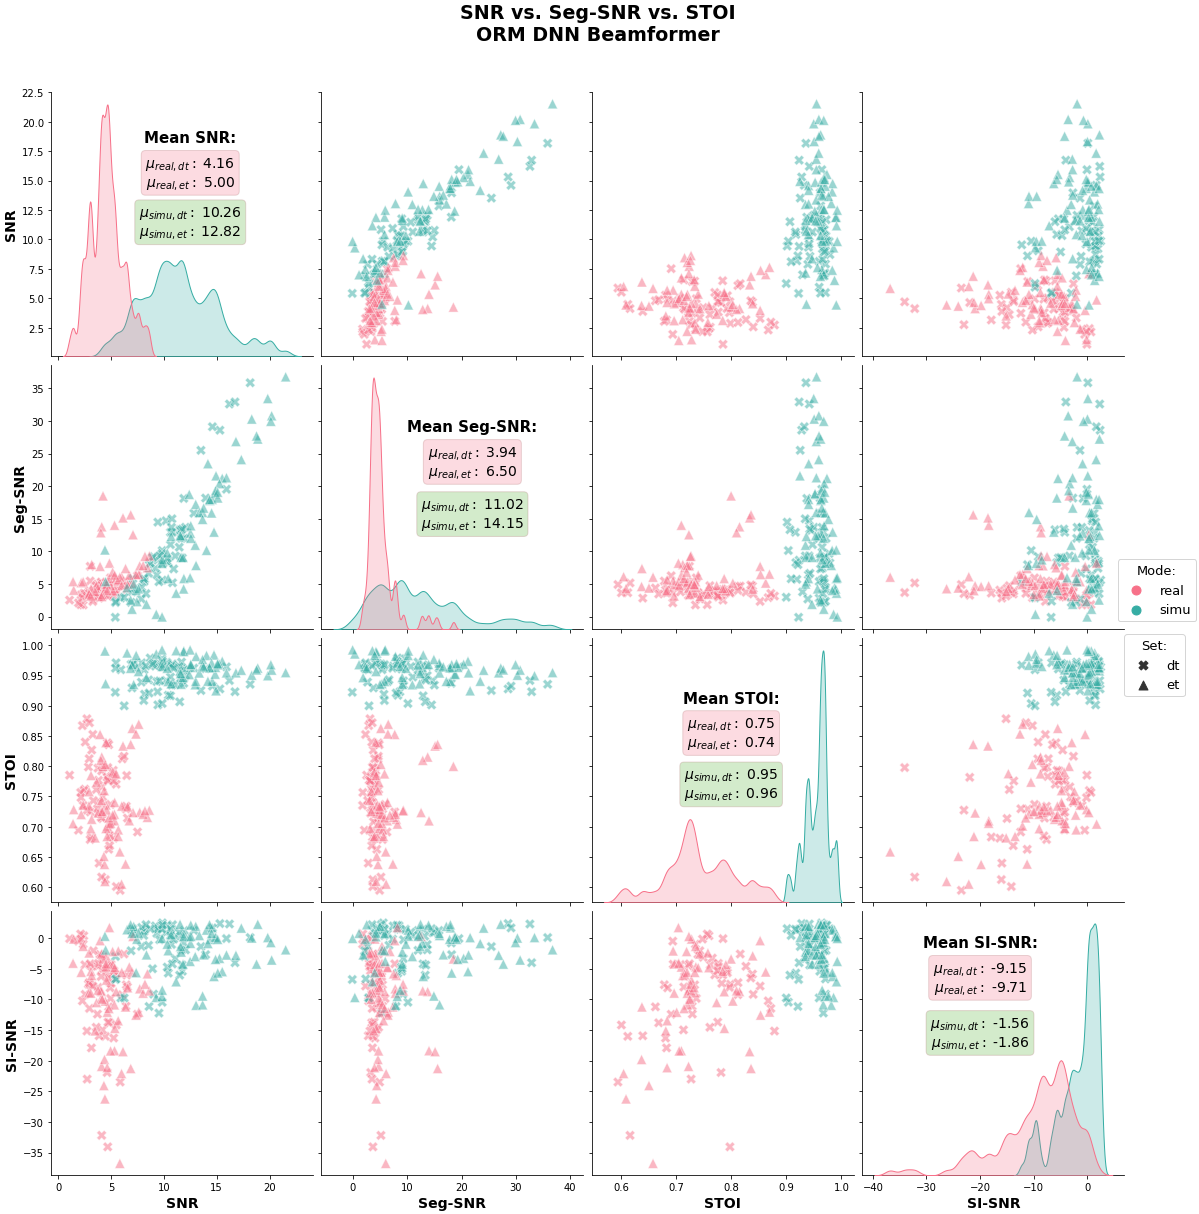 SNR vs. Seg-SNR vs. STOI
ORM DNN Beamformer
22.5
20.0
17.5
15.0
12.5
10.0
7.5
5.0
2.5
SNR
Mean SNR:
μreal, dt : 4.16
μreal, et : 5.00
μsimu, dt : 10.26
μsimu, et : 12.82
35
30
25
20
15
10
5
0
Seg-SNR
Mean Seg-SNR:
μreal, dt : 3.94
μreal, et : 6.50
μsimu, dt : 11.02
μsimu, et : 14.15
Mode:
real
simu
Set:
dt
et
1.00
0.95
0.90
0.85
0.80
0.75
0.70
0.65
0.60
STOI
Mean STOI:
μreal, dt : 0.75
μreal, et : 0.74
μsimu, dt : 0.95
μsimu, et : 0.96
0
−5
−10
−15
−20
−25
−30
−35
SI-SNR
Mean SI-SNR:
μreal, dt : -9.15
μreal, et : -9.71
μsimu, dt : -1.56
μsimu, et : -1.86
0 5 10 15 20
SNR
0 10 20 30 40
Seg-SNR
0.6 0.7 0.8 0.9 1.0
STOI
−40 −30 −20 −10 0
SI-SNR